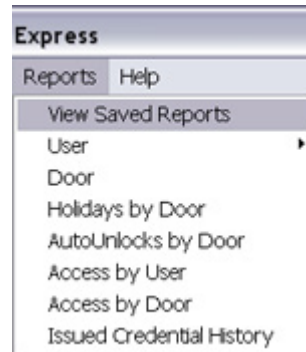 Express
Reports Help
View Saved Reports
User
Door
Holidays by Door
AutoUnlocks by Door
Access by User
Access by Door
Issued Credential History